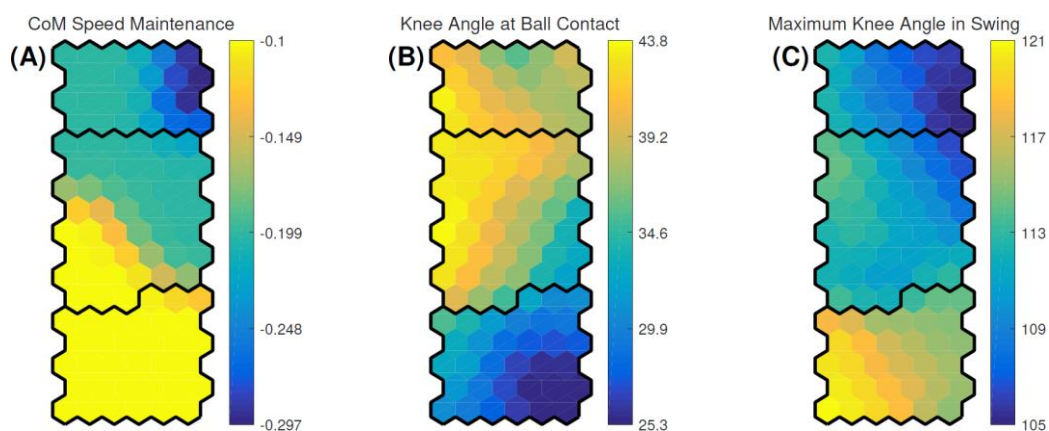 CoM Speed Maintenance
(A)
-0.1
-0.149
-0.199
-0.248
-0.297
Knee Angle at Ball Contact
(B)
43.8
39.2
34.6
29.9
25.3
Maximum Knee Angle in Swing
(C)
121
117
113
109
105